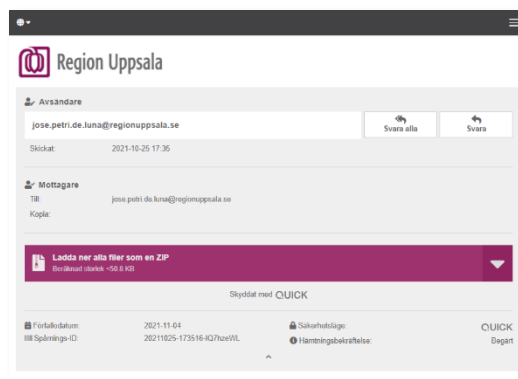 Region Uppsala
Avsändare
jose.petri.de.luna@regionuppsala.se
Svara alla
Svara
Skickat: 2021-10-25 17:35
Mottagare
Till: jose.petri.de.luna@regionuppsala.se
Kopia:
Ladda ner alla filer som en ZIP
Beräknad storlek <50.8 KB
Skyddat med QUICK
Förfallodatum: 2021-11-04 Säkerhetsläge: QUICK
Spårnings-ID: 20211025-173516-IQ7hzeWL Hämtningsbekräftelse: Begärt